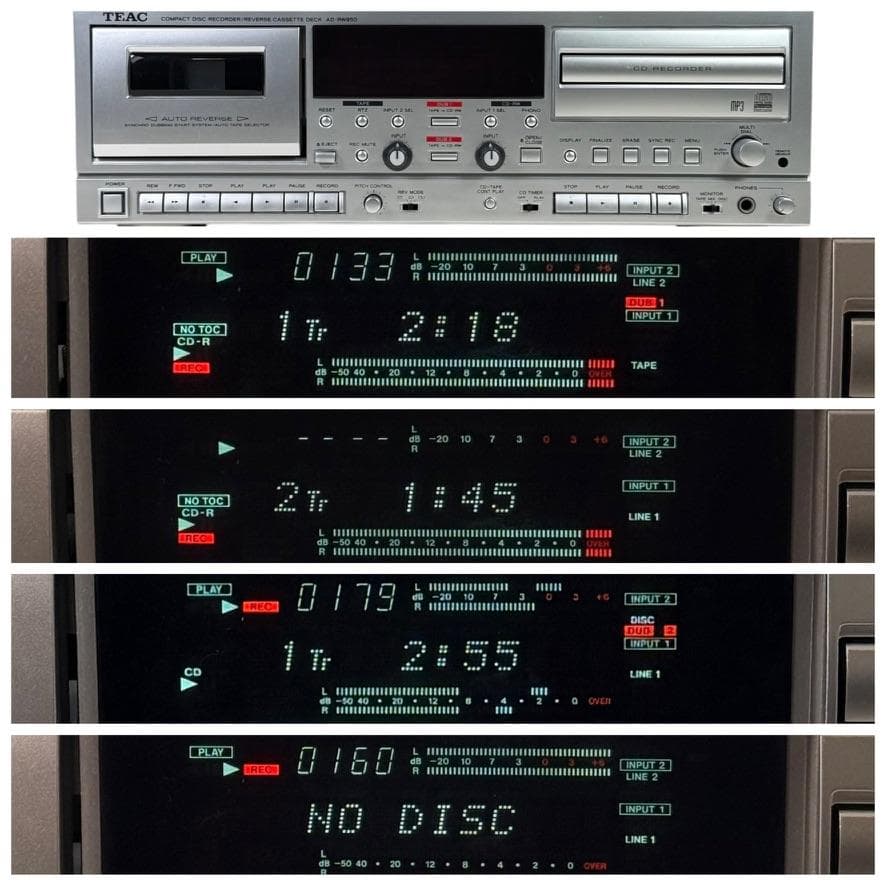 TEAC COMPACT DISC RECORDER/REVERSE CASSETTE DECK AD-RW950
CD RECORDER
MP3
◁ AUTO REVERSE ▷
SYNCHRO DUBBING START SYSTEM • AUTO TAPE SELECTOR
TAPE DUB 1 CD-RW
RESET RTZ INPUT 2 SEL TAPE→CD-RW INPUT 1 SEL PHONO
MULTI DIAL
DUB 2
EJECT REC MUTE INPUT INPUT OPEN/CLOSE DISPLAY FINALIZE ERASE SYNC REC MENU
PUSH ENTER
POWER REW F FWD STOP PLAY PLAY PAUSE RECORD PITCH CONTROL REV MODE CD→TAPE CONT PLAY CD TIMER STOP PLAY PAUSE RECORD MONITOR PHONES
OFF PLAY
TAPE MIX DISC
PLAY 0133 L
dB -20 10 7 3 0 3 +6 INPUT 2
R LINE 2
DUB 1
NO TOC 1Tr 2:18 INPUT 1
CD-R
REC L
dB -50 40 • 20 • 12 • 8 • 4 • 2 • 0 OVER TAPE
R
- - - - L
dB -20 10 7 3 0 3 +6 INPUT 2
R LINE 2
NO TOC 2Tr 1:45 INPUT 1
CD-R
LINE 1
REC L
dB -50 40 • 20 • 12 • 8 • 4 • 2 • 0 OVER
R
PLAY REC 0179 L
dB -20 10 7 3 0 3 +6 INPUT 2
R
DISC
DUB 2
1Tr 2:55 INPUT 1
CD LINE 1
L
dB -50 40 • 20 • 12 • 8 • 4 • 2 • 0 OVER
R
PLAY REC 0160 L
dB -20 10 7 3 0 3 +6 INPUT 2
R LINE 2
NO DISC INPUT 1
LINE 1
L
dB -50 40 • 20 • 12 • 8 • 4 • 2 • 0 OVER
R